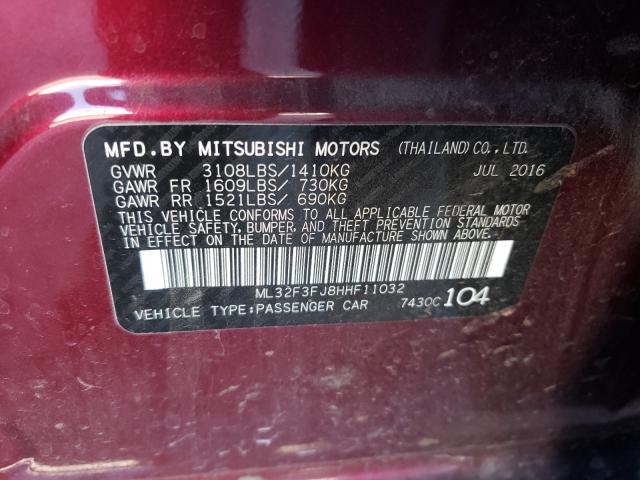 MFD.BY MITSUBISHI MOTORS (THAILAND)CO.,LTD.
GVWR 3108LBS/1410KG JUL 2016
GAWR FR 1609LBS/ 730KG
GAWR RR 1521LBS/ 690KG
THIS VEHICLE CONFORMS TO ALL APPLICABLE FEDERAL MOTOR
VEHICLE SAFETY,BUMPER,AND THEFT PREVENTION STANDARDS
IN EFFECT ON THE DATE OF MANUFACTURE SHOWN ABOVE.
ML32F3FJ8HHF11032
VEHICLE TYPE:PASSENGER CAR 7430C 104